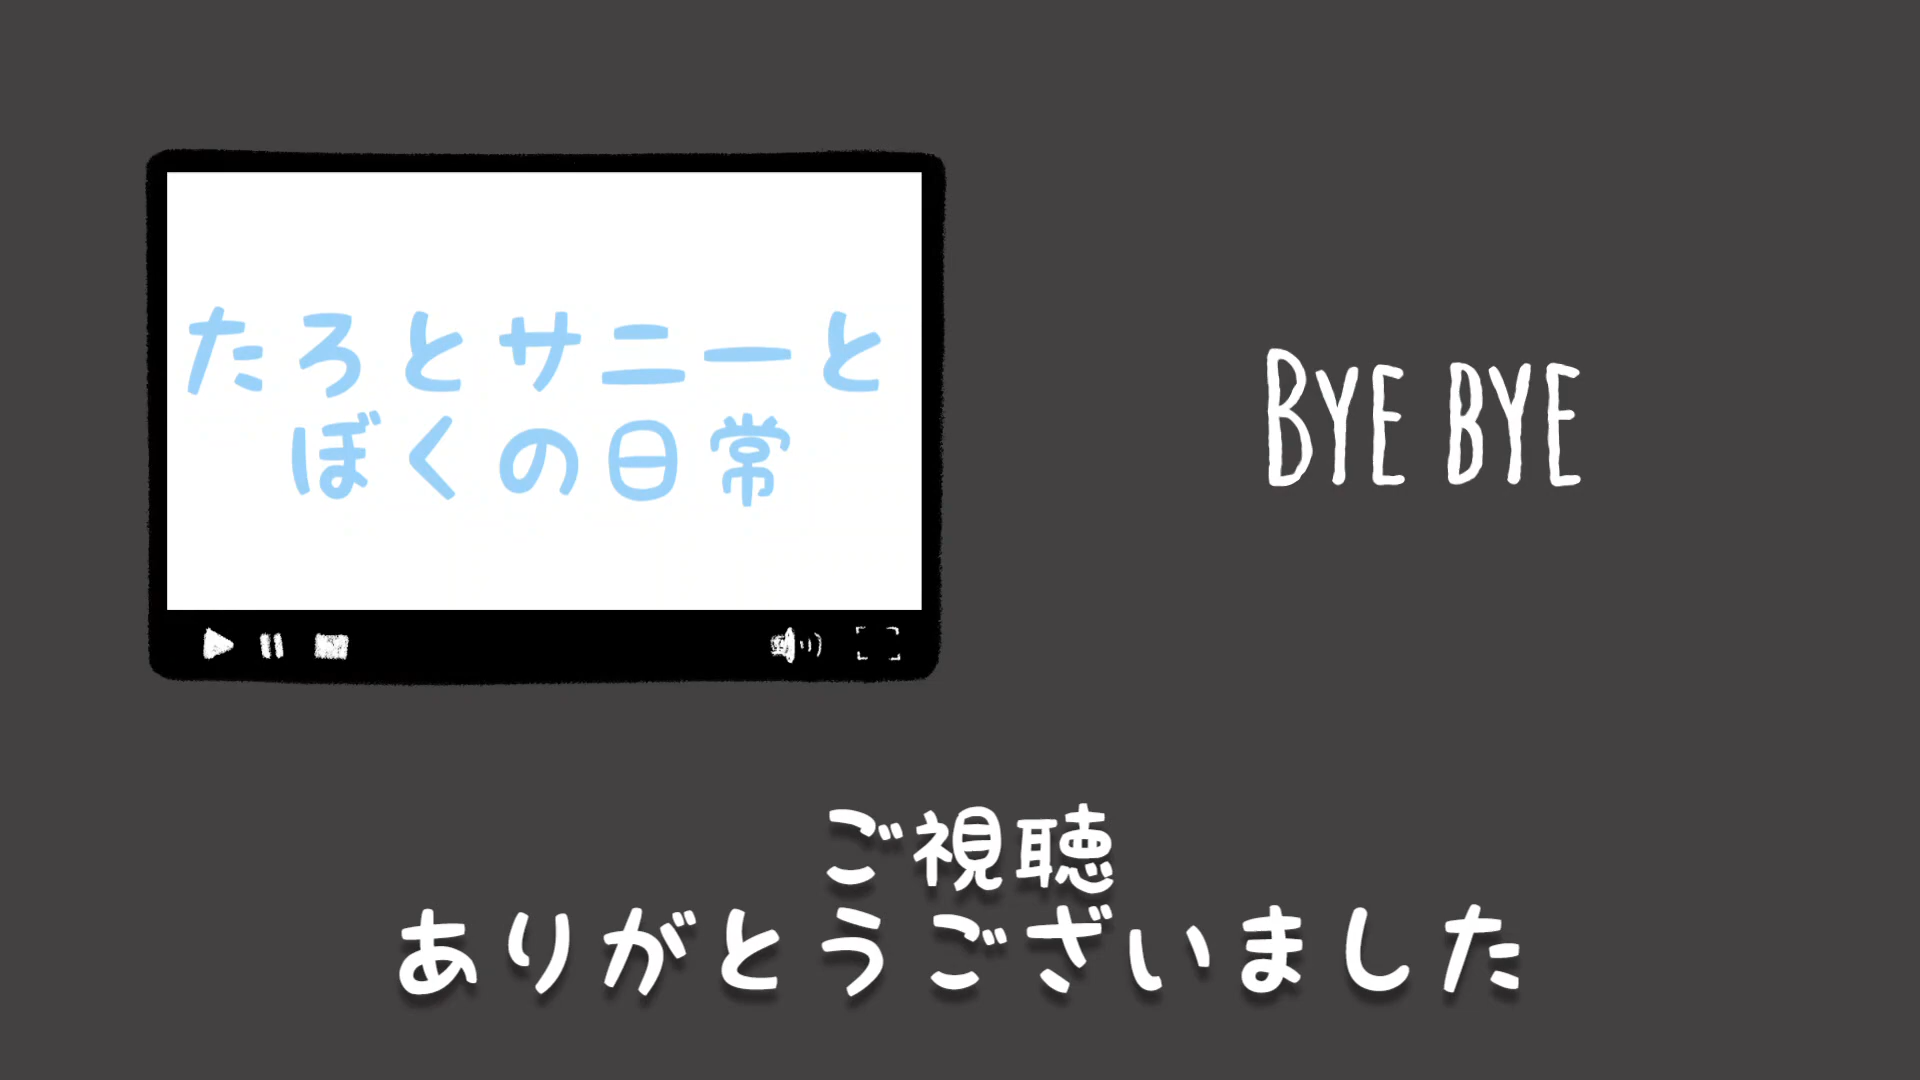 たろとサニーと
ぼくの日常
Bye bye
ご視聴
ありがとうございました